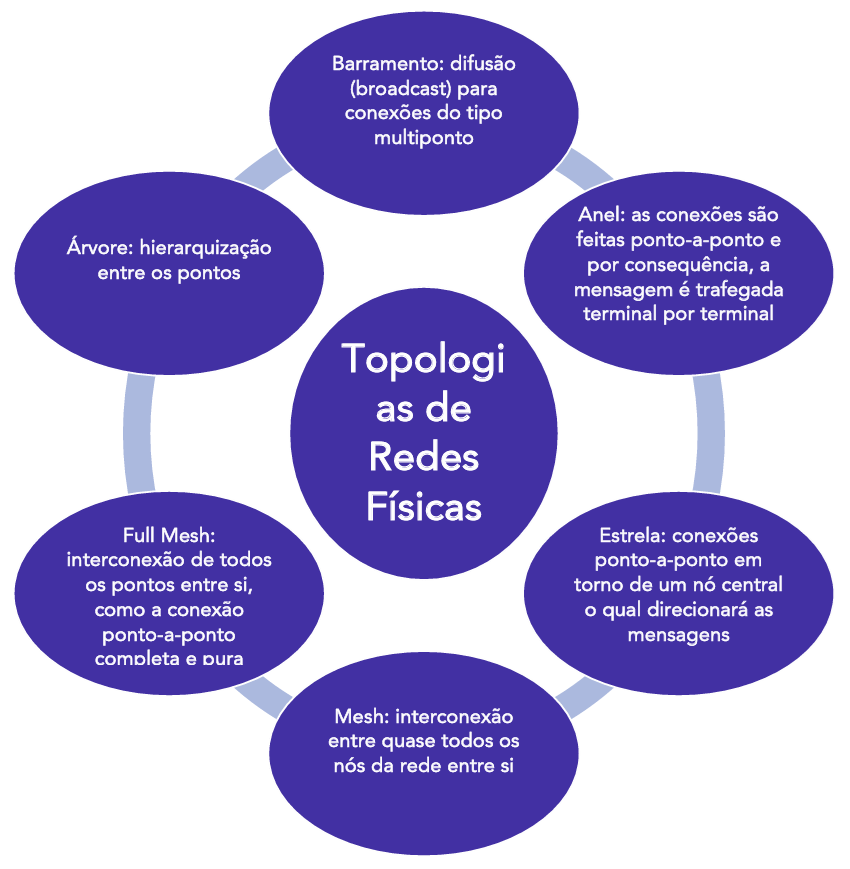 Barramento: difusão
(broadcast) para
conexões do tipo
multiponto
Anel: as conexões são
feitas ponto-a-ponto e
por consequência, a
mensagem é trafegada
terminal por terminal
Estrela: conexões
ponto-a-ponto em
torno de um nó central
o qual direcionará as
mensagens
Mesh: interconexão
entre quase todos os
nós da rede entre si
Full Mesh:
interconexão de todos
os pontos entre si,
como a conexão
ponto-a-ponto
completa e pura
Árvore: hierarquização
entre os pontos
Topologi
as de
Redes
Físicas